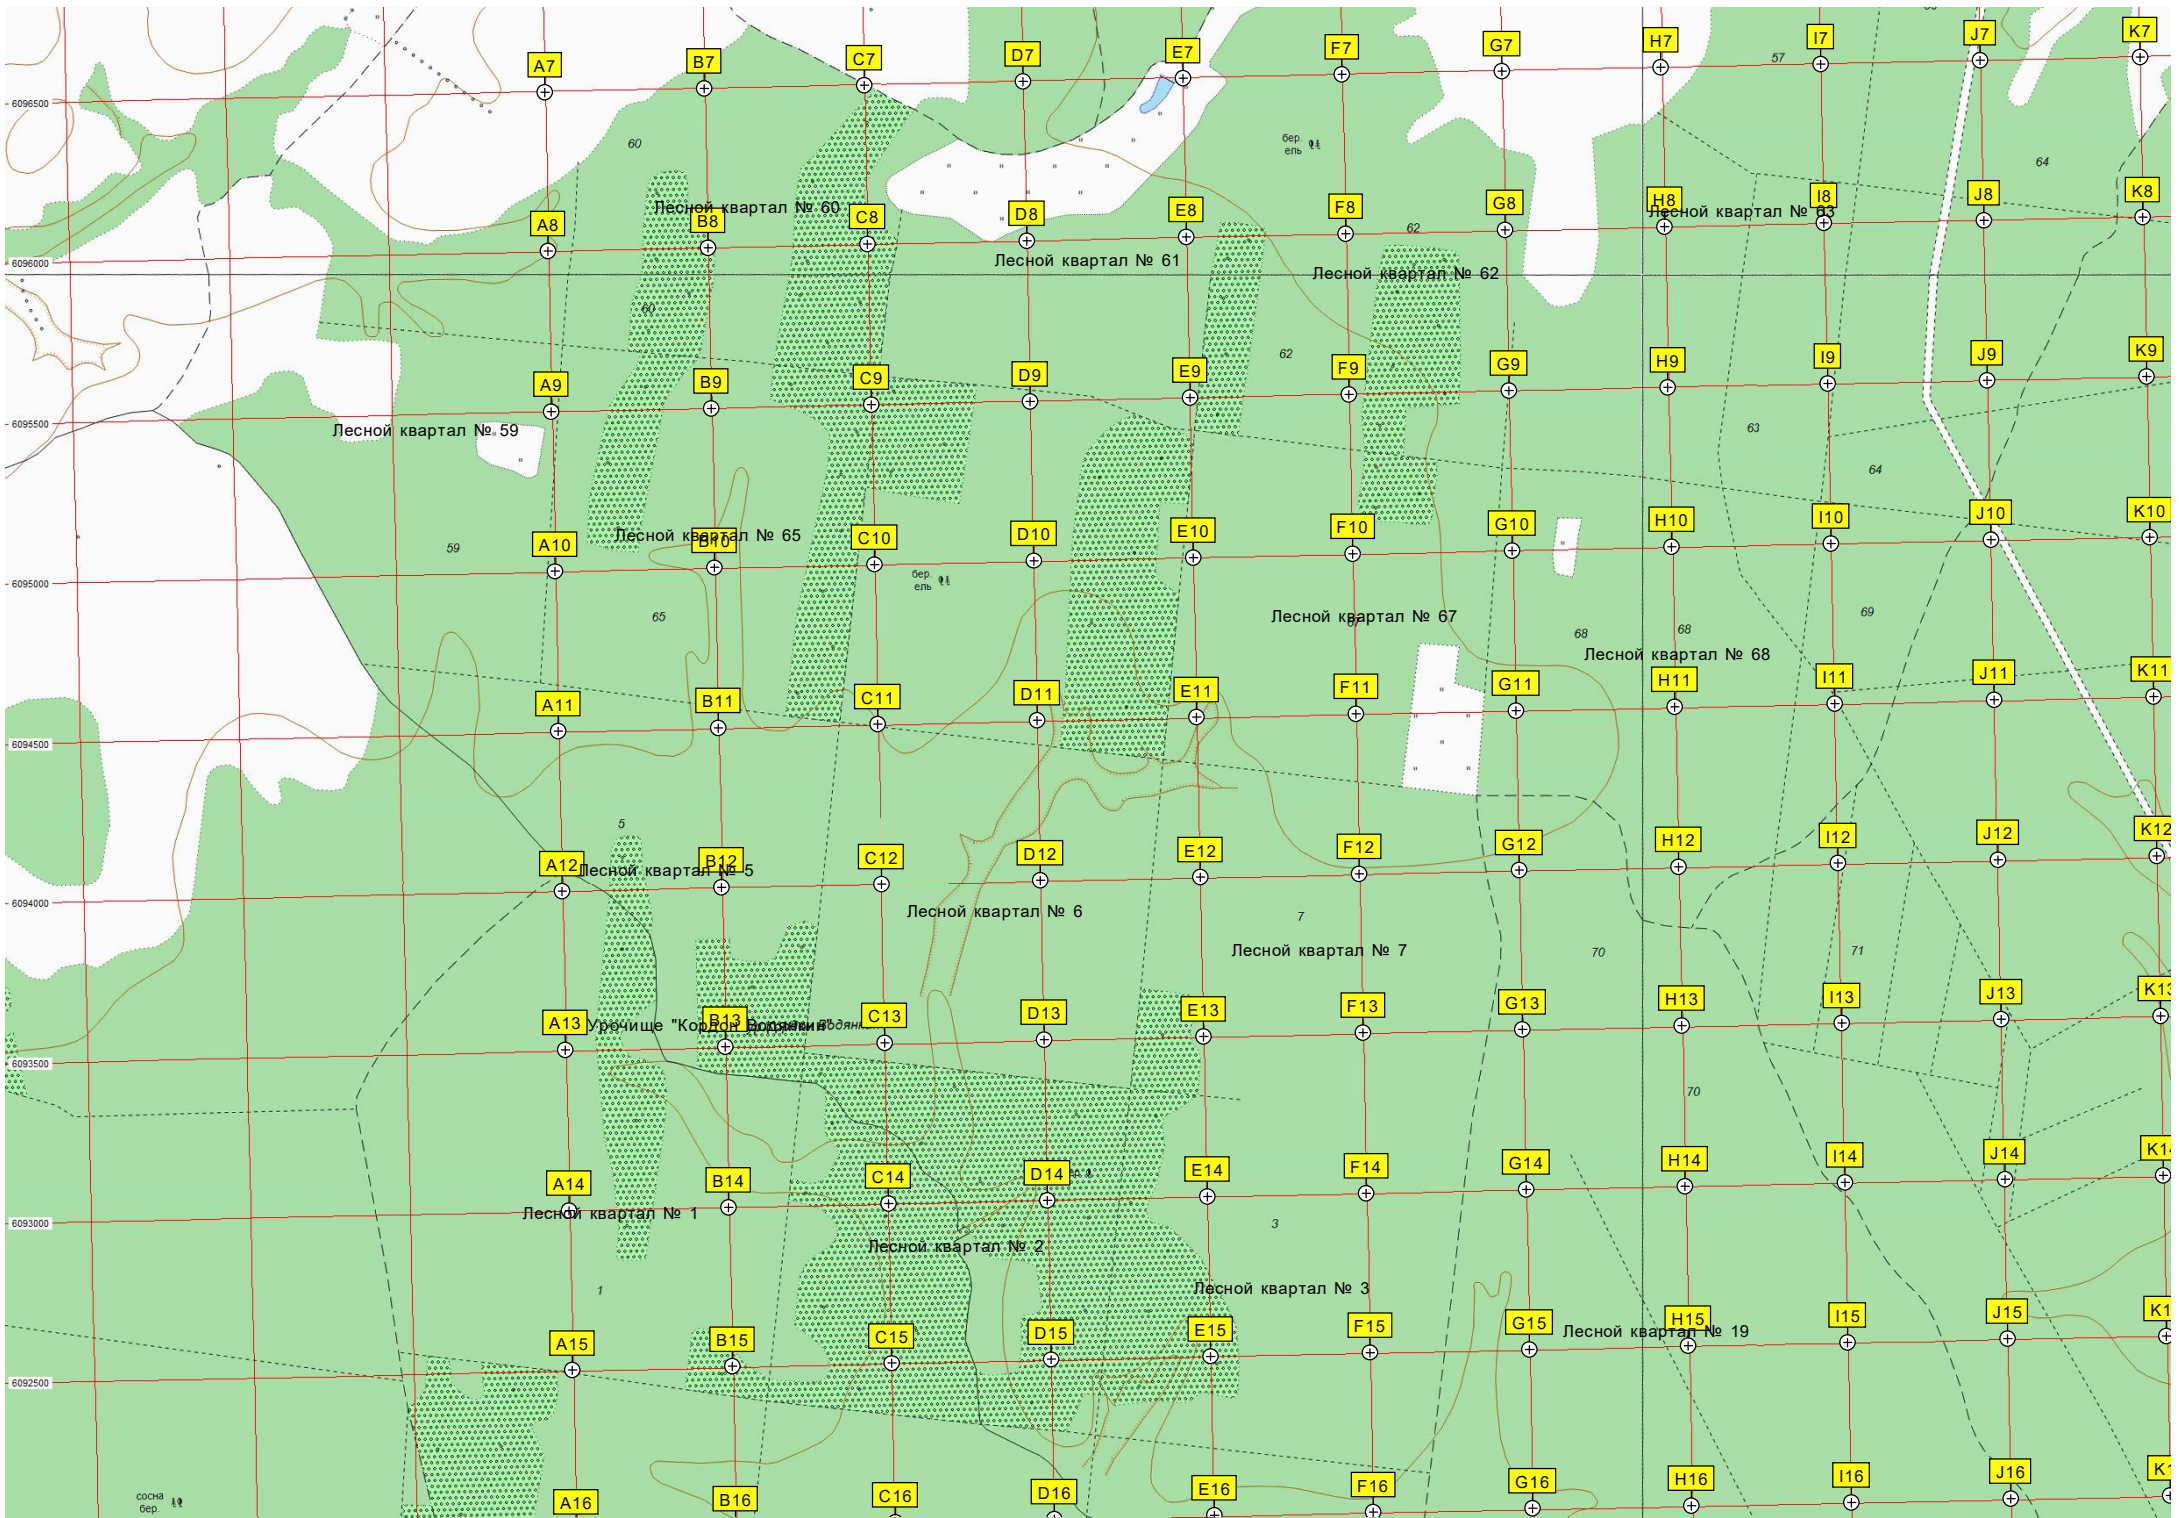 A7 B7 C7 D7 E7 F7 G7 H7 I7 J7 K7
57
6096500
60
бер.
ель
64
A8 B8 C8 D8 E8 F8 G8 H8 I8 J8 K8
Лесной квартал № 60
Лесной квартал № 63
62
6096000
Лесной квартал № 61
Лесной квартал № 62
60
62
A9 B9 C9 D9 E9 F9 G9 H9 I9 J9 K9
6095500
Лесной квартал № 59
63
64
A10 B10 C10 D10 E10 F10 G10 H10 I10 J10 K10
Лесной квартал № 65
59
6095000
бер.
ель
65
Лесной квартал № 67
69
68
68
Лесной квартал № 68
A11 B11 C11 D11 E11 F11 G11 H11 I11 J11 K11
6094500
5
A12 B12 C12 D12 E12 F12 G12 H12 I12 J12 K12
Лесной квартал № 5
6094000
Лесной квартал № 6
7
Лесной квартал № 7
70
71
A13 B13 C13 D13 E13 F13 G13 H13 I13 J13 K13
Урочище "Кордон Водянкин"
6093500
70
A14 B14 C14 D14 E14 F14 G14 H14 I14 J14
Лесной квартал № 1
6093000
3
Лесной квартал № 2
1
Лесной квартал № 3
A15 B15 C15 D15 E15 F15 G15 H15 I15 J15
Лесной квартал № 19
6092500
A16 B16 C16 D16 E16 F16 G16 H16 I16 J16
сосна
бер.